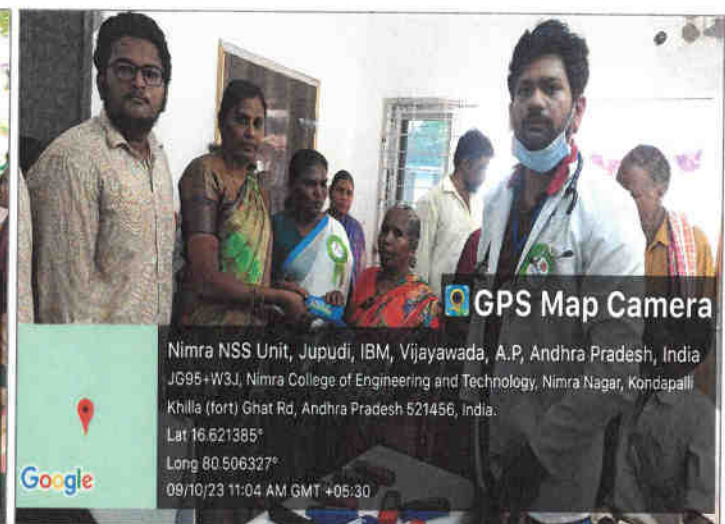 GPS Map Camera
Nimra NSS Unit, Jupudi, IBM, Vijayawada, A.P, Andhra Pradesh, India
JG95+W3J, Nimra College of Engineering and Technology, Nimra Nagar, Kondapalli
Khilla (fort) Ghat Rd, Andhra Pradesh 521456, India.
Lat 16.621385°
Long 80.506327°
09/10/23 11:04 AM GMT +05:30
Google